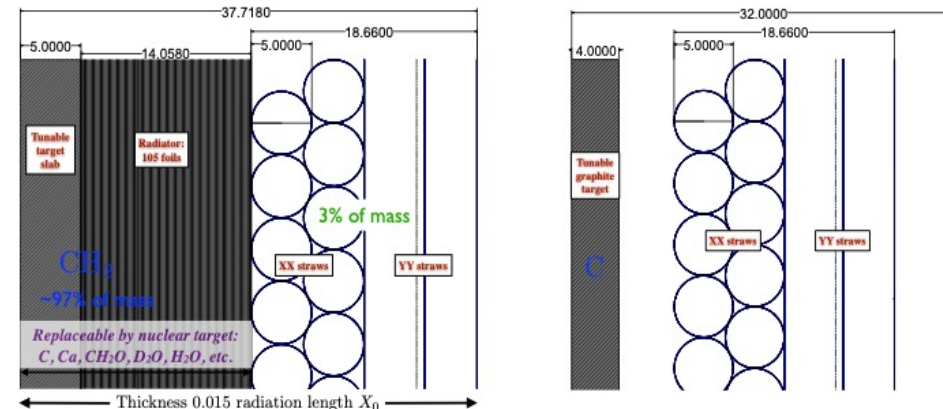 37.7180
18.6600
5.0000
14.0580
5.0000
Tunable
target
slab
Radiator:
105 foils
3% of mass
XX straws
YY straws
CH₂
~97% of mass
Replaceable by nuclear target:
C, Ca, CH2O, D2O, H2O, etc.
Thickness 0.015 radiation length X₀
32.0000
18.6600
4.0000
5.0000
Tunable
graphite
target
XX straws
YY straws
C